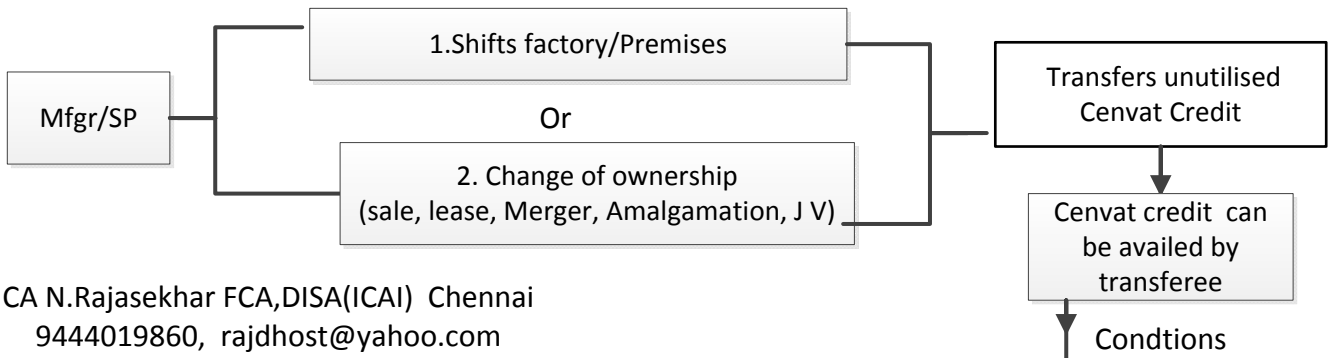 Mfgr/SP
1.Shifts factory/Premises
Or
2. Change of ownership
(sale, lease, Merger, Amalgamation, J V)
Transfers unutilised
Cenvat Credit
Cenvat credit can
be availed by
transferee
Condtions
CA N.Rajasekhar FCA,DISA(ICAI) Chennai
9444019860, rajdhost@yahoo.com